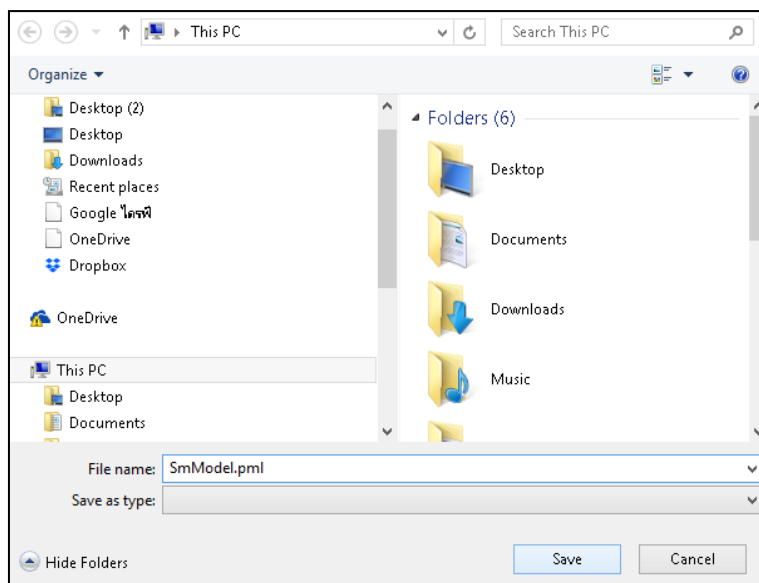 This PC
Search This PC
Organize
Desktop (2)
Desktop
Downloads
Recent places
Google ไดรฟ์
OneDrive
Dropbox
OneDrive
This PC
Desktop
Documents
Folders (6)
Desktop
Documents
Downloads
Music
File name: SmModel.pml
Save as type:
Hide Folders
Save
Cancel